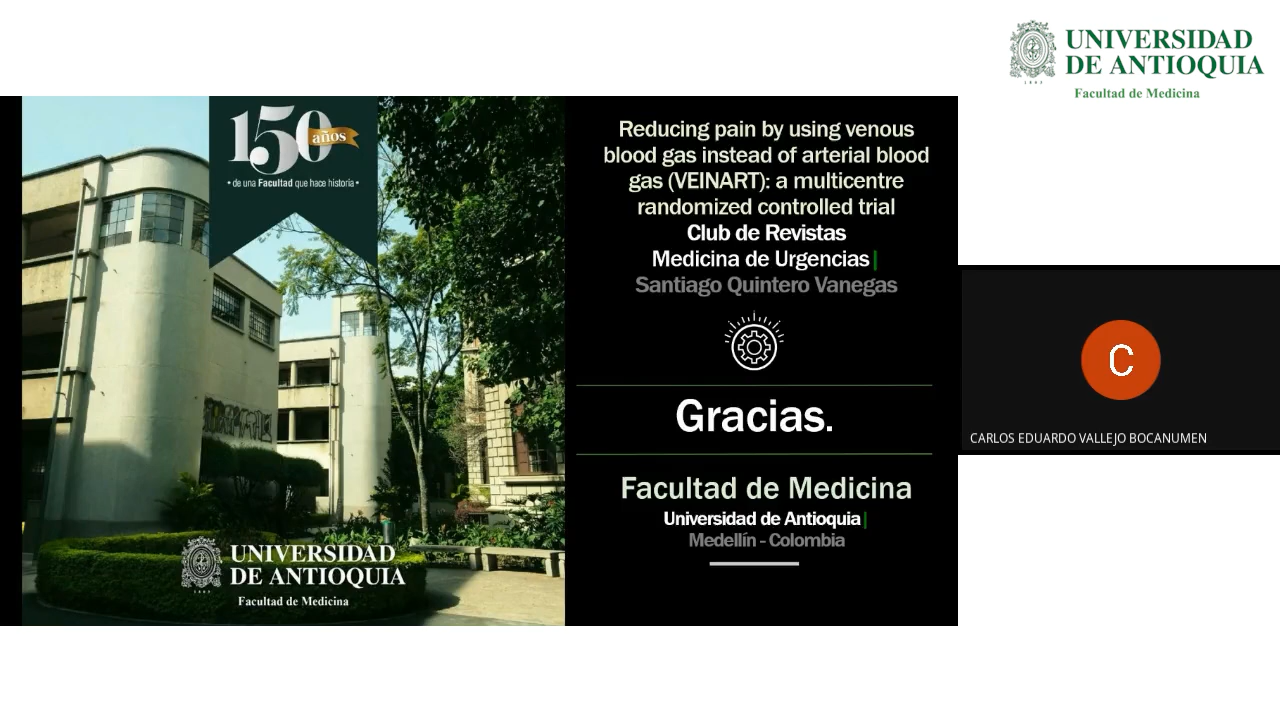 UNIVERSIDAD
DE ANTIOQUIA
1803
Facultad de Medicina
150
años
• de una Facultad que hace historia •
Reducing pain by using venous
blood gas instead of arterial blood
gas (VEINART): a multicentre
randomized controlled trial
Club de Revistas
Medicina de Urgencias|
Santiago Quintero Vanegas
Gracias.
Facultad de Medicina
Universidad de Antioquia|
Medellín - Colombia
UNIVERSIDAD
DE ANTIOQUIA
1803
Facultad de Medicina
C
CARLOS EDUARDO VALLEJO BOCANUMEN